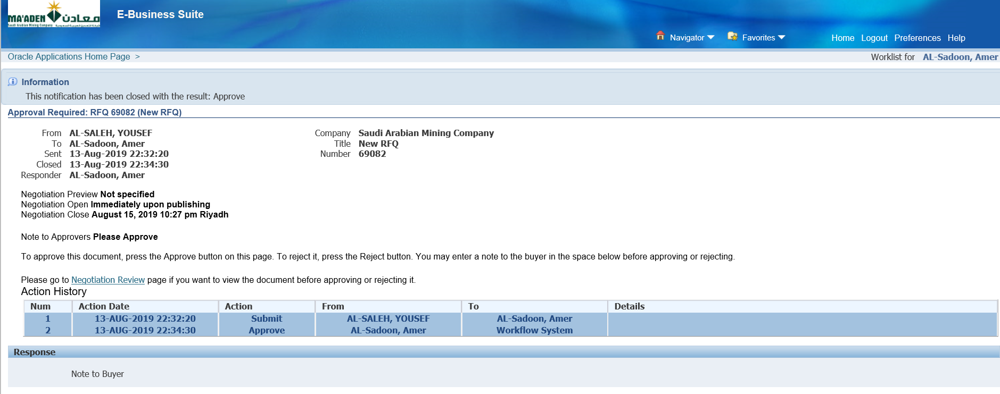 MA'ADEN معادن
Saudi Arabian Mining Company شركة التعدين العربية السعودية
E-Business Suite
Navigator Favorites Home Logout Preferences Help
Oracle Applications Home Page >
Worklist for AL-Sadoon, Amer
Information
This notification has been closed with the result: Approve
Approval Required: RFQ 69082 (New RFQ)
From AL-SALEH, YOUSEF
To AL-Sadoon, Amer
Sent 13-Aug-2019 22:32:20
Closed 13-Aug-2019 22:34:30
Responder AL-Sadoon, Amer
Company Saudi Arabian Mining Company
Title New RFQ
Number 69082
Negotiation Preview Not specified
Negotiation Open Immediately upon publishing
Negotiation Close August 15, 2019 10:27 pm Riyadh
Note to Approvers Please Approve
To approve this document, press the Approve button on this page. To reject it, press the Reject button. You may enter a note to the buyer in the space below before approving or rejecting.
Please go to Negotiation Review page if you want to view the document before approving or rejecting it.
Action History
Num Action Date Action From To Details
1 13-AUG-2019 22:32:20 Submit AL-SALEH, YOUSEF AL-Sadoon, Amer
2 13-AUG-2019 22:34:30 Approve AL-Sadoon, Amer Workflow System
Response
Note to Buyer